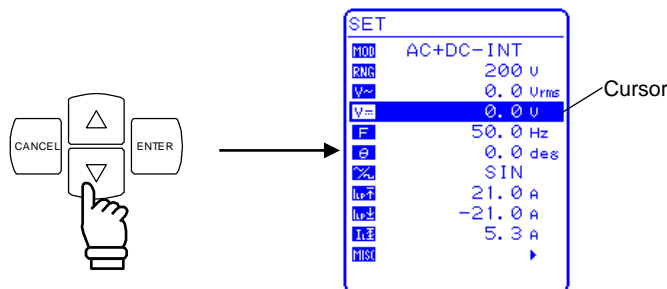 SET
MOD AC+DC-INT
RNG 200 V
V~ 0.0 Vrms
V⎓ 0.0 V
Cursor
F 50.0 Hz
θ 0.0 deg
SIN
CANCEL
ENTER
21.0 A
-21.0 A
5.3 A
MISC